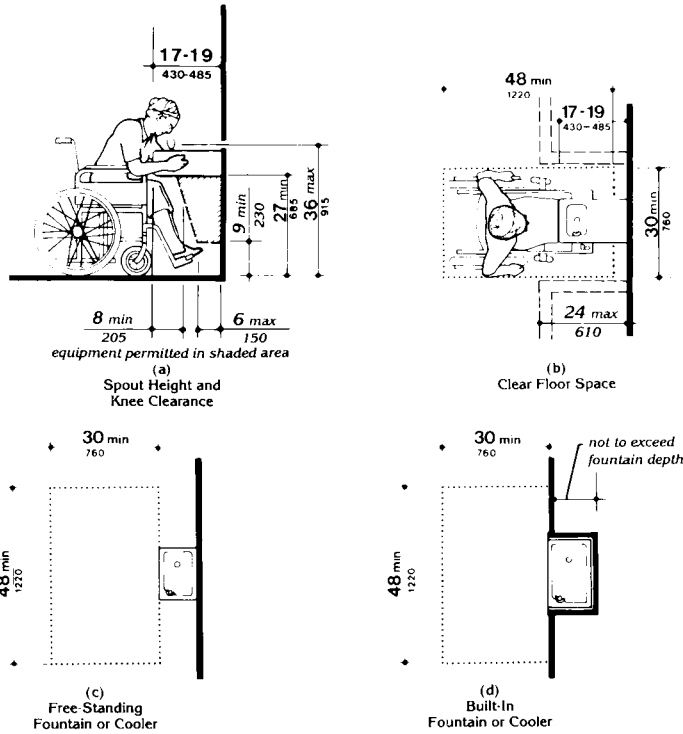 17-19
430-485
9 min
230
27 min
685
36 max
915
8 min
205
6 max
150
equipment permitted in shaded area
(a)
Spout Height and
Knee Clearance
48 min
1220
17-19
430-485
30 min
760
24 max
610
(b)
Clear Floor Space
30 min
760
48 min
1220
(c)
Free-Standing
Fountain or Cooler
30 min
760
not to exceed
fountain depth
48 min
1220
(d)
Built-In
Fountain or Cooler